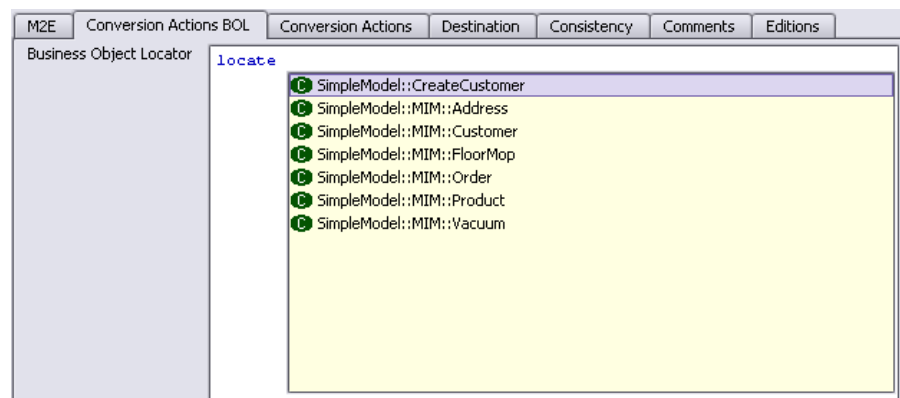 M2E Conversion Actions BOL Conversion Actions Destination Consistency Comments Editions
Business Object Locator locate
C SimpleModel::CreateCustomer
C SimpleModel::MIM::Address
C SimpleModel::MIM::Customer
C SimpleModel::MIM::FloorMop
C SimpleModel::MIM::Order
C SimpleModel::MIM::Product
C SimpleModel::MIM::Vacuum